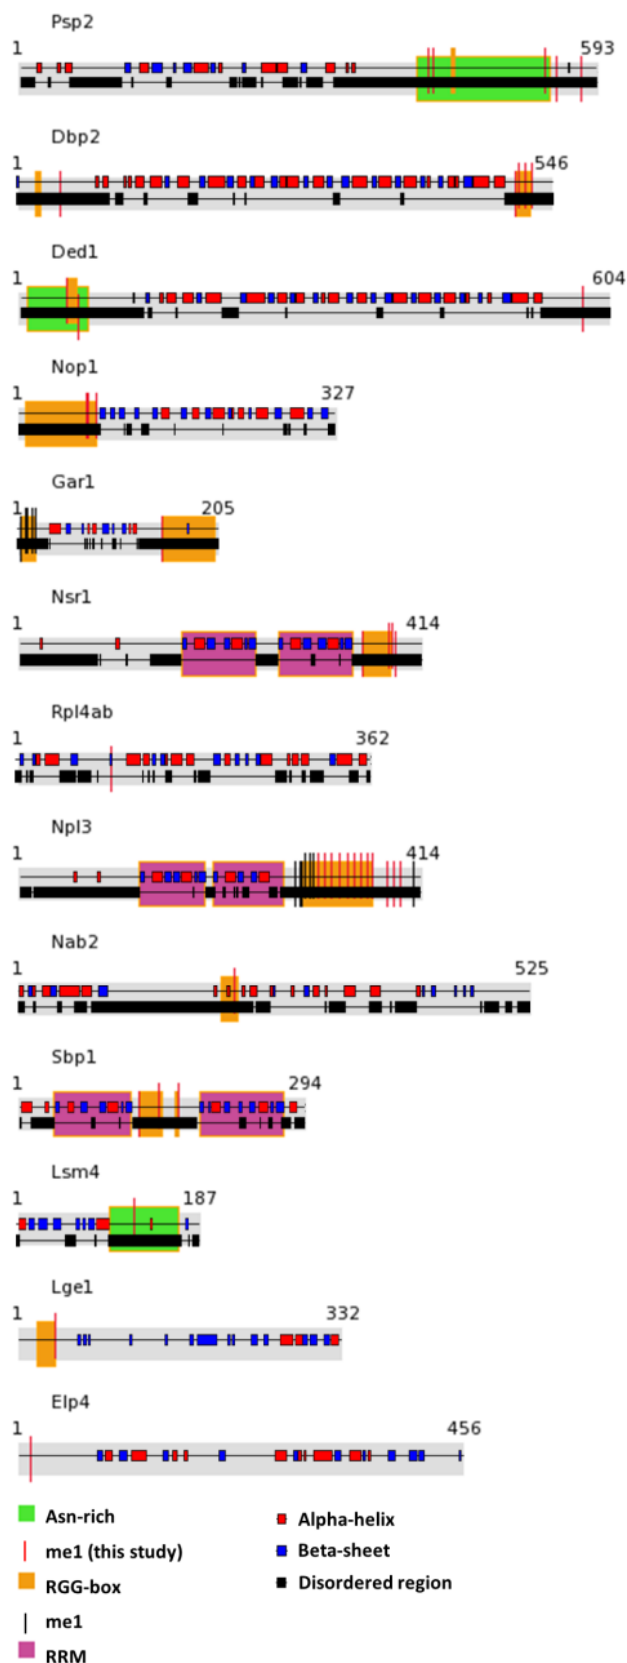 Psp2
1 593
Dbp2
1 546
Ded1
1 604
Nop1
1 327
Gar1
1 205
Nsr1
1 414
Rpl4ab
1 362
Npl3
1 414
Nab2
1 525
Sbp1
1 294
Lsm4
1 187
Lge1
1 332
Elp4
1 456
Asn-rich
me1 (this study)
RGG-box
me1
RRM
Alpha-helix
Beta-sheet
Disordered region